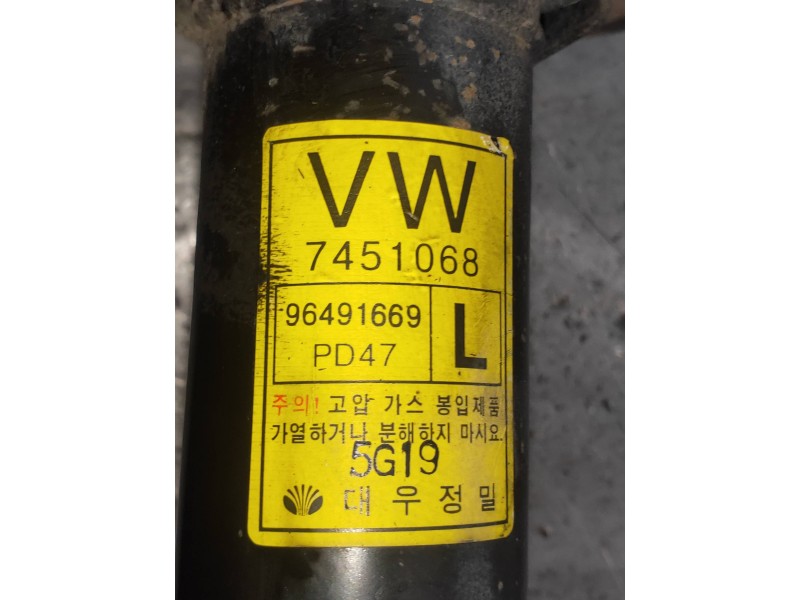 VW
7451068
96491669
PD47
L
주의! 고압 가스 봉입제품
가열하거나 분해하지 마시요.
5G19
대우정밀